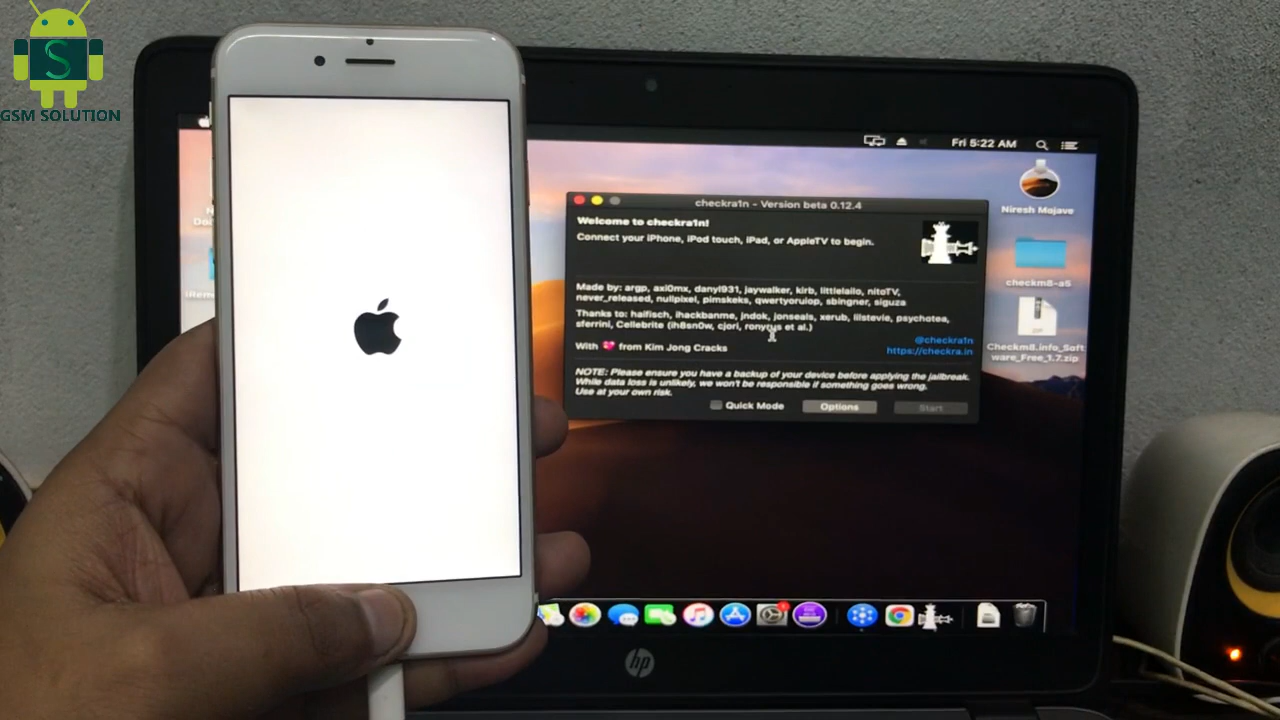 GSM SOLUTION
S
Fri 5:22 AM
Niresh Mojave
checkm8-a5
ZIP
Checkm8.info_Sof
tware_Free_1.7.zip
checkra1n - Version beta 0.12.4
Welcome to checkra1n!
Connect your iPhone, iPod touch, iPad, or AppleTV to begin.
Made by: argp, axi0mx, danyl931, jaywalker, kirb, littlelailo, nitoTV,
never_released, nullpixel, pimskeks, qwertyoruiop, sbingner, siguza
Thanks to: haifisch, ihackbanme, jndok, jonseals, xerub, lilstevie, psychotea,
sferrini, Cellebrite (ih8sn0w, cjori, ronyrus et al.)
With 💖 from Kim Jong Cracks
@checkra1n
https://checkra.in
NOTE: Please ensure you have a backup of your device before applying the jailbreak.
While data loss is unlikely, we won't be responsible if something goes wrong.
Use at your own risk.
Quick Mode
Options
Start
hp